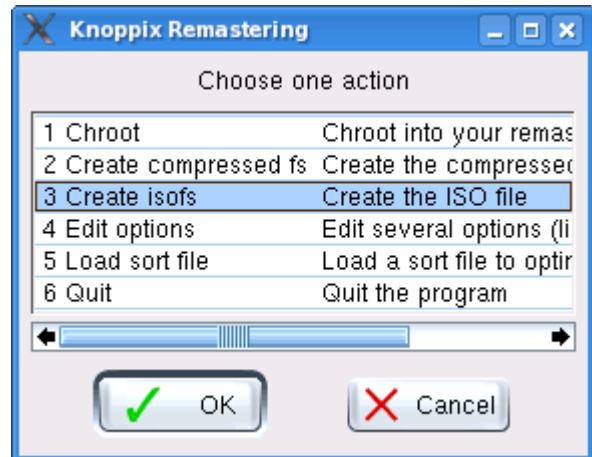 Knoppix Remastering
Choose one action
1 Chroot Chroot into your remas
2 Create compressed fs Create the compressed
3 Create isofs Create the ISO file
4 Edit options Edit several options (li
5 Load sort file Load a sort file to optir
6 Quit Quit the program
OK Cancel